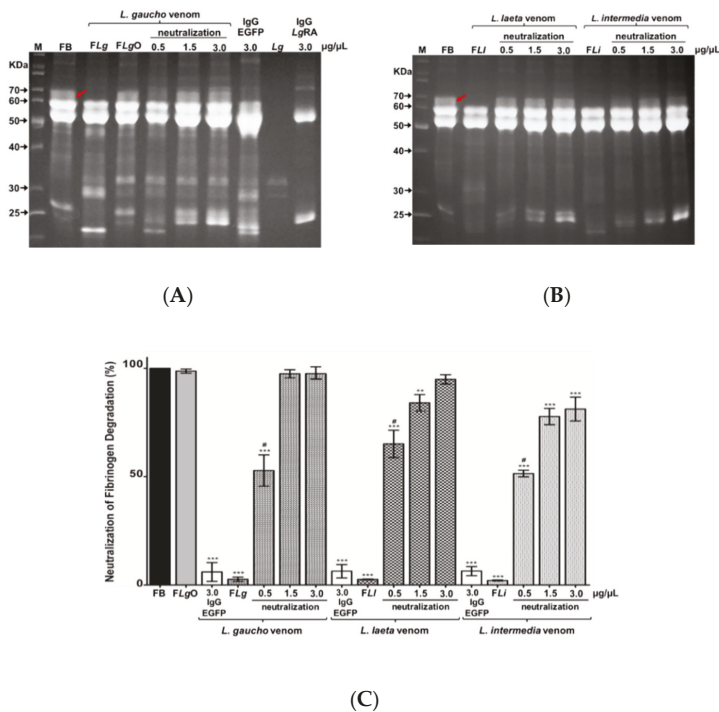 L. gaucho venom
IgG
EGFP
IgG
LgRA
neutralization
M FB FLg FLgO 0.5 1.5 3.0 3.0 Lg 3.0 µg/µL
KDa
70
60
50
40
30
25
(A)
L. laeta venom L. intermedia venom
neutralization neutralization
M FB FLl 0.5 1.5 3.0 FLi 0.5 1.5 3.0 µg/µL
KDa
70
60
50
40
30
25
(B)
Neutralization of Fibrinogen Degradation (%)
100
50
0
*** *** # *** *** *** # *** ** *** *** # *** *** ***
FB FLgO 3.0 FLg 0.5 1.5 3.0 3.0 FLl 0.5 1.5 3.0 3.0 FLi 0.5 1.5 3.0 µg/µL
IgG
EGFP
neutralization
IgG
EGFP
neutralization
IgG
EGFP
neutralization
L. gaucho venom L. laeta venom L. intermedia venom
(C)